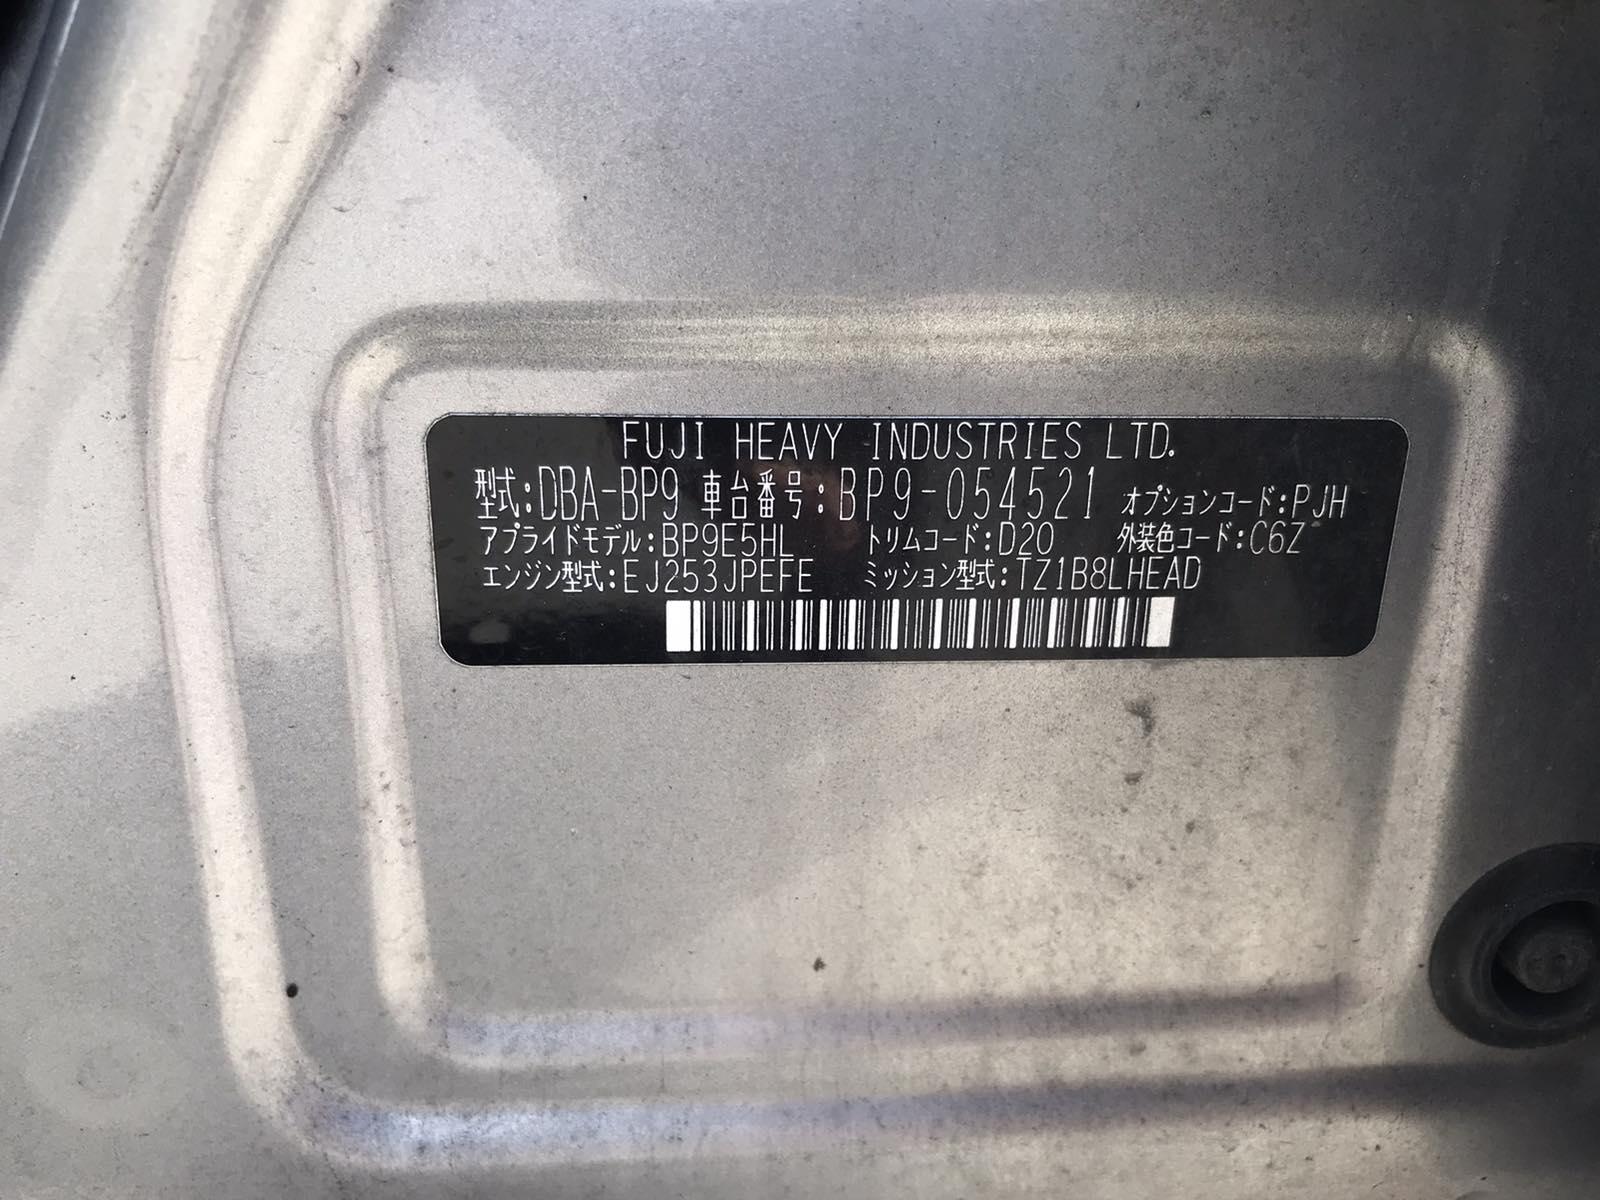 FUJI HEAVY INDUSTRIES LTD.
型式:DBA-BP9 車台番号:BP9-054521 オプションコード:PJH
アプライドモデル:BP9E5HL トリムコード:D20 外装色コード:C6Z
エンジン型式:EJ253JPEFE ミッション型式:TZ1B8LHEAD